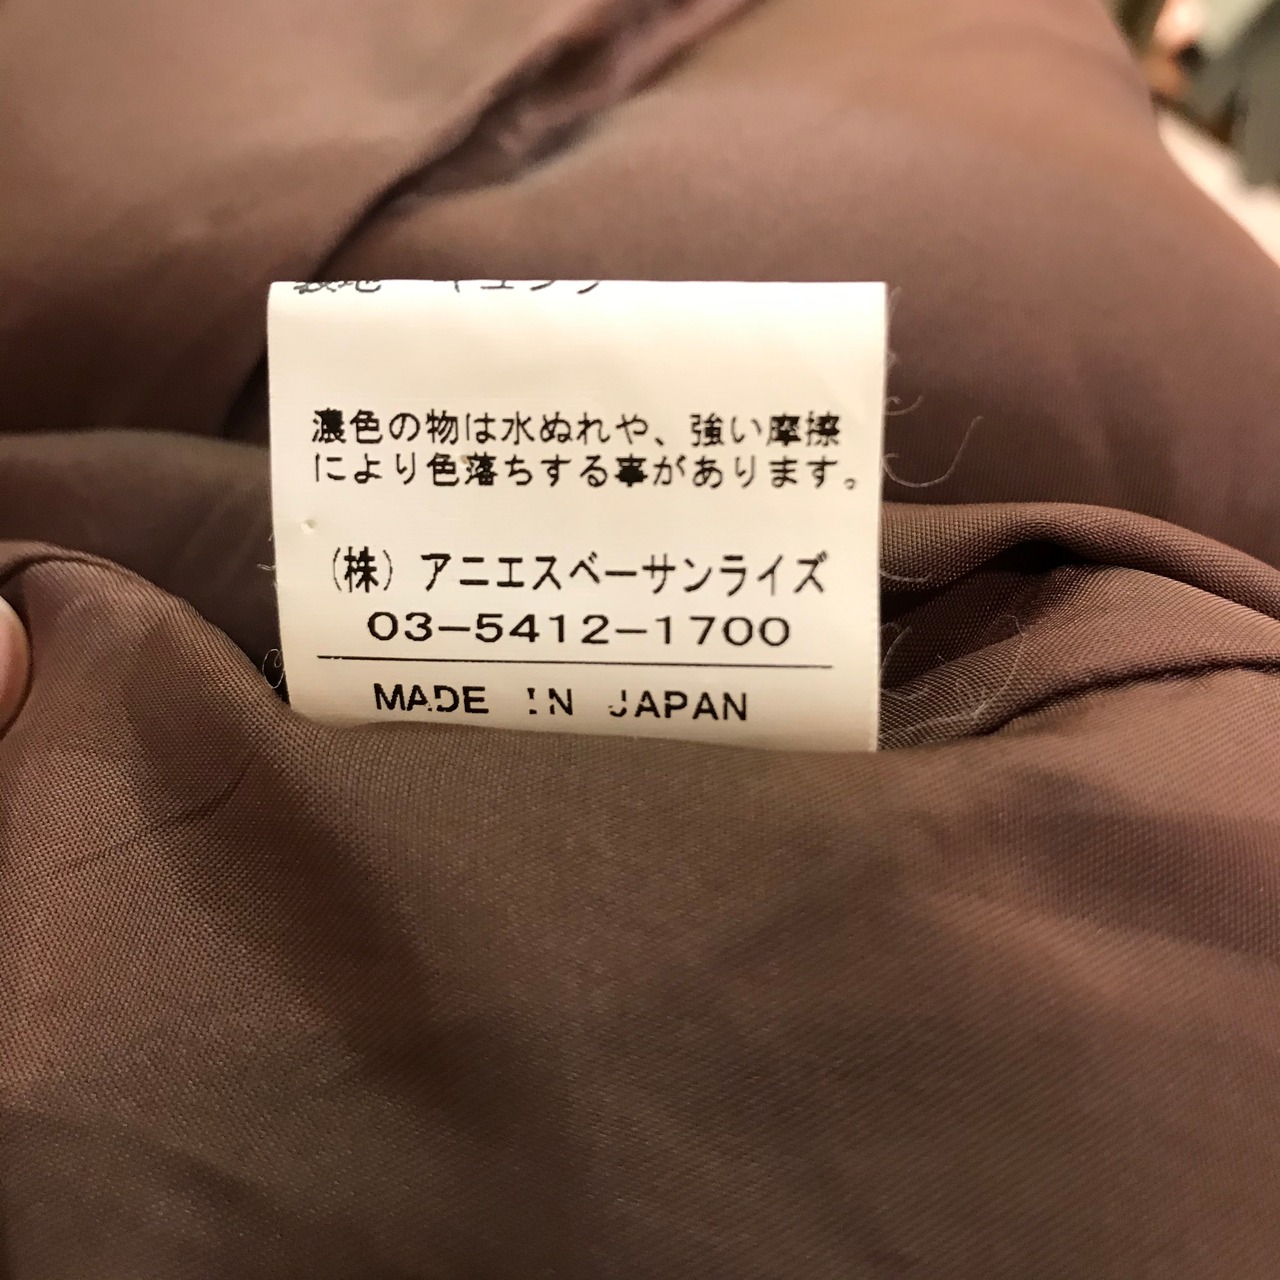 濃色の物は水ぬれや、強い摩擦
により色落ちする事があります。
(株) アニエスベーサンライズ
03-5412-1700
MADE IN JAPAN